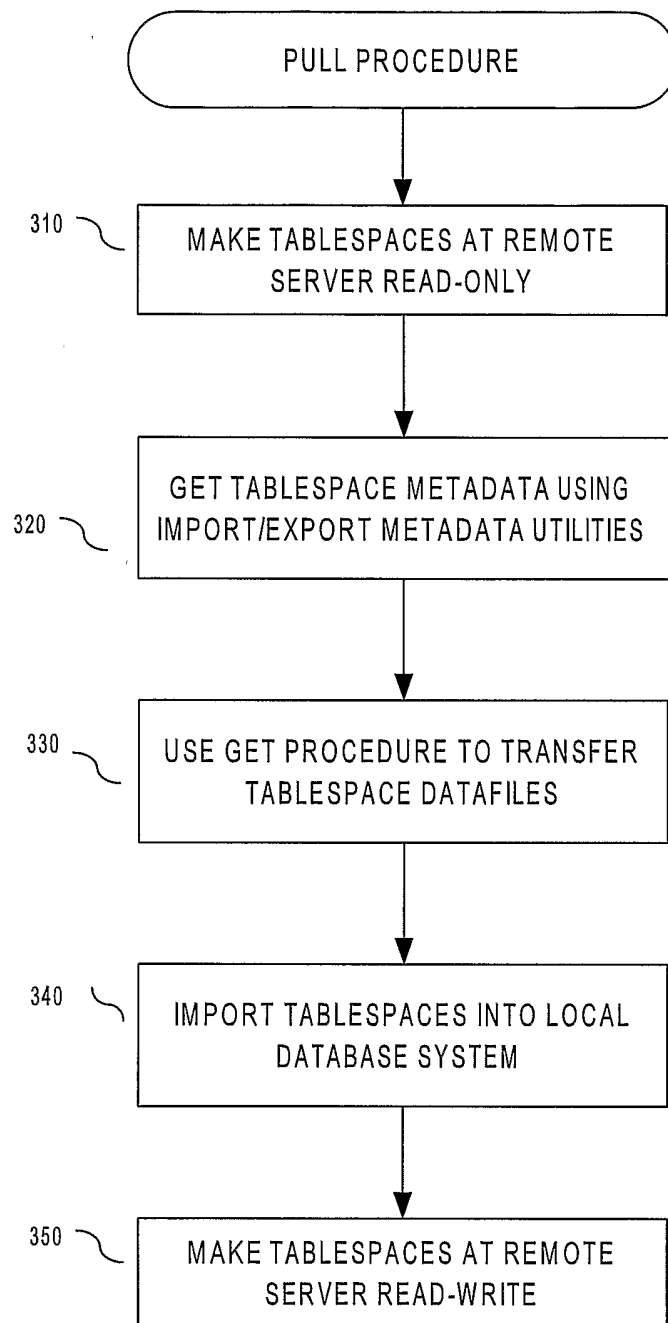 PULL PROCEDURE
310
MAKE TABLESPACES AT REMOTE
SERVER READ-ONLY
320
GET TABLESPACE METADATA USING
IMPORT/EXPORT METADATA UTILITIES
330
USE GET PROCEDURE TO TRANSFER
TABLESPACE DATAFILES
340
IMPORT TABLESPACES INTO LOCAL
DATABASE SYSTEM
350
MAKE TABLESPACES AT REMOTE
SERVER READ-WRITE